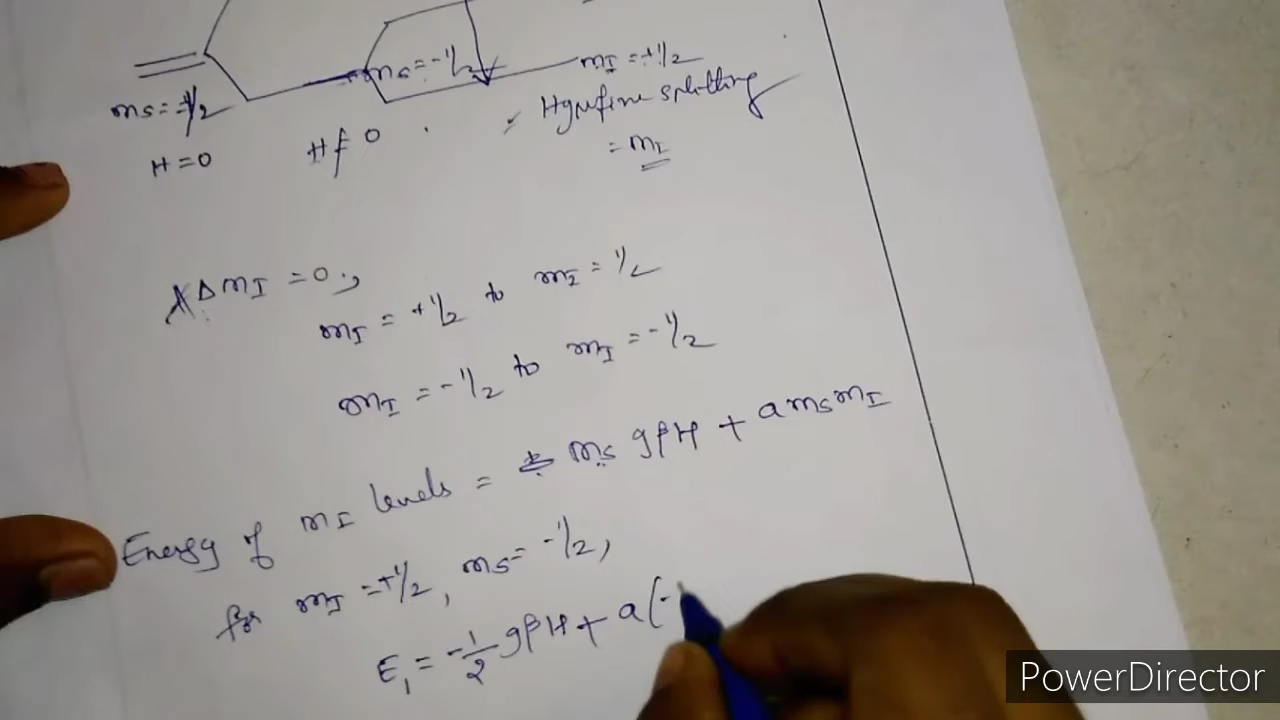 ms = -1/2
mI = +1/2
ms = ±1/2
Hyperfine splitting
H = 0
H≠0
= mI
ΔmI = 0,
mI = +1/2 to mI = 1/2
mI = -1/2 to mI = -1/2
Energy of mI levels = ms gβH + a ms mI
for mI = +1/2, ms = -1/2,
E1 = -1/2 gβH + a(-
PowerDirector